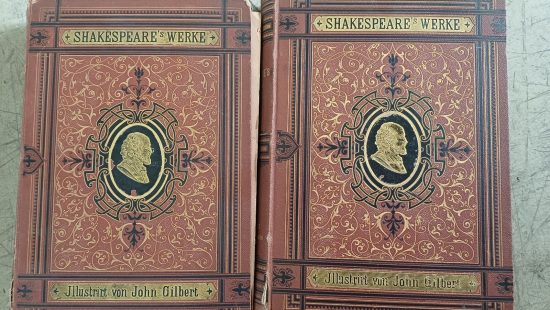 SHAKESPEARE'S WERKE
Jllustrirt von John Gilbert
SHAKESPEARE'S WERKE
Jllustrirt von John Gilbert